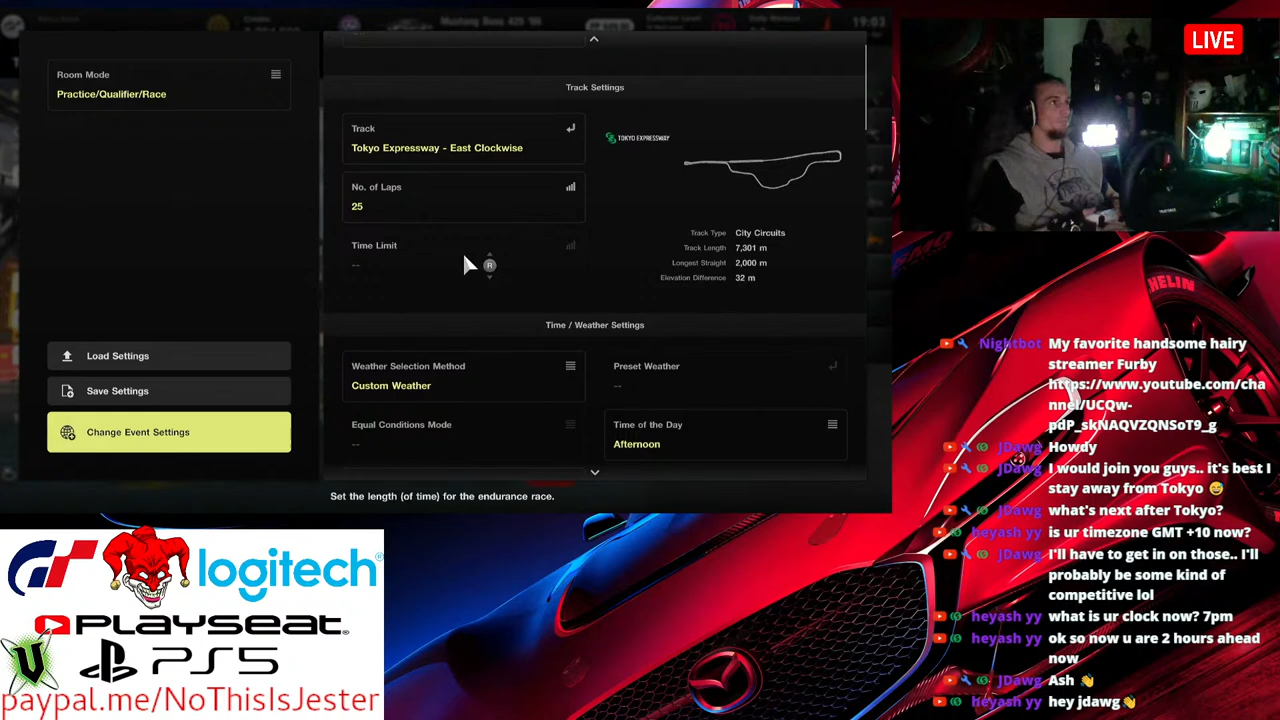 Mustang Boss 429 '69
19:03
Room Mode
Practice/Qualifier/Race
Track Settings
Track
Tokyo Expressway - East Clockwise
TOKYO EXPRESSWAY
No. of Laps
25
Track Type City Circuits
Track Length 7,301 m
Longest Straight 2,000 m
Elevation Difference 32 m
Time Limit
--
R
Time / Weather Settings
Weather Selection Method
Custom Weather
Preset Weather
--
Equal Conditions Mode
--
Time of the Day
Afternoon
Load Settings
Save Settings
Change Event Settings
Set the length (of time) for the endurance race.
LIVE
HELIN
Nightbot My favorite handsome hairy
streamer Furby
https://www.youtube.com/cha
nnel/UCQw-
pdP_skNAQVZQNSoT9_g
JDawg Howdy
JDawg I would join you guys.. it's best I
stay away from Tokyo 😅
JDawg what's next after Tokyo?
heyash yy is ur timezone GMT +10 now?
JDawg I'll have to get in on those.. I'll
probably be some kind of
competitive lol
heyash yy what is ur clock now? 7pm
heyash yy ok so now u are 2 hours ahead
now
JDawg Ash 👋
heyash yy hey jdawg👋
logitech
PLAYSEAT
PS5
paypal.me/NoThisIsJester